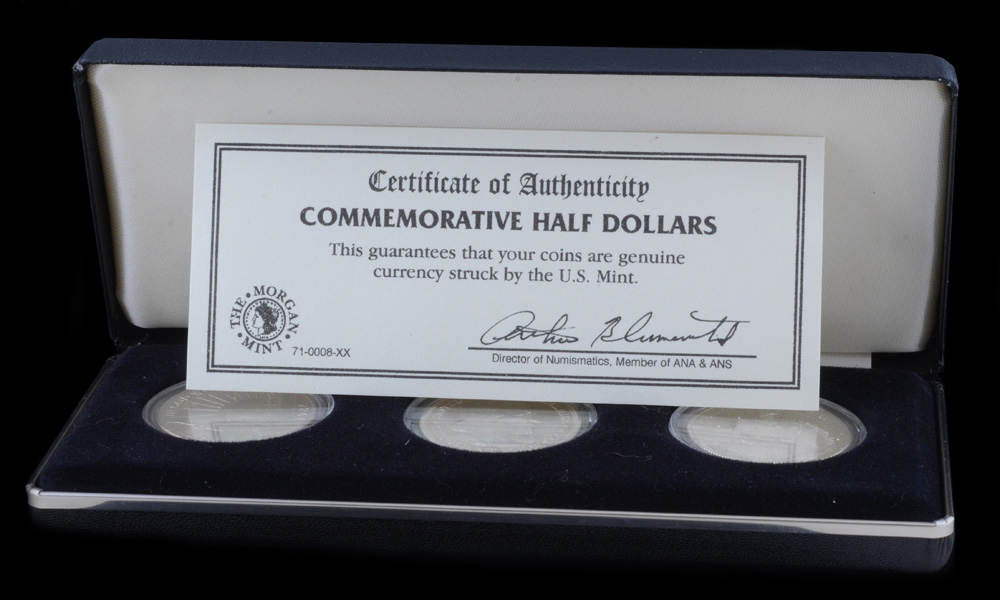 Certificate of Authenticity
COMMEMORATIVE HALF DOLLARS
This guarantees that your coins are genuine
currency struck by the U.S. Mint.
THE • MORGAN • MINT •
71-0008-XX
Director of Numismatics, Member of ANA & ANS